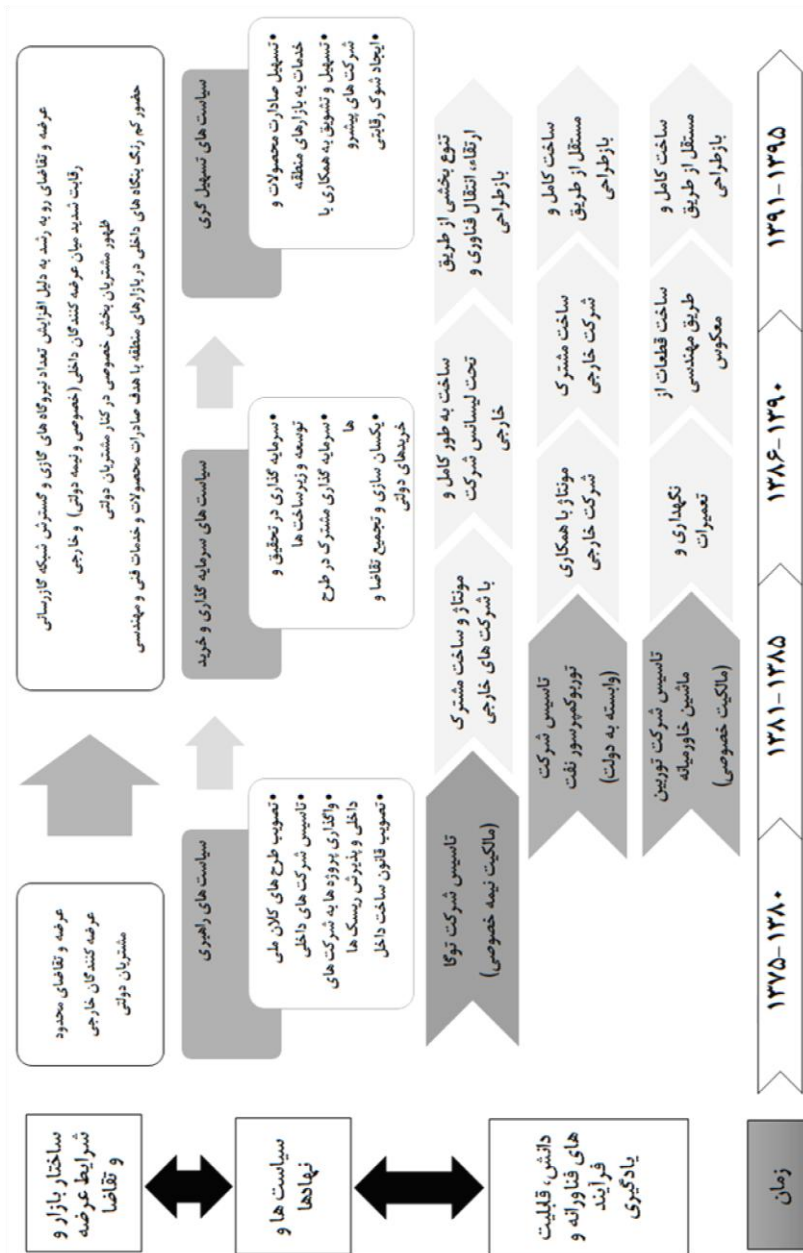 ساختار بازار و
شرایط عرضه
و تقاضا
عرضه و تقاضای محدود
عرضه کنندگان خارجی
مشتریان دولتی
عرضه و تقاضای رو به رشد به دلیل افزایش تعداد نیروگاه های گازی و گسترش شبکه گازرسانی
رقابت شدید میان عرضه کنندگان داخلی (خصوصی و نیمه دولتی) و خارجی
ظهور مشتریان بخش خصوصی در کنار مشتریان دولتی
حضور کم رنگ بنگاه های داخلی در بازارهای منطقه با هدف صادرات محصولات و خدمات فنی و مهندسی
سیاست ها و
نهادها
سیاست های راهبری
•تصویب طرح های کلان ملی
•تاسیس شرکت های داخلی
•واگذاری پروژه ها به شرکت های
داخلی و پذیرش ریسک ها
•تصویب قانون ساخت داخل
سیاست های سرمایه گذاری و خرید
•سرمایه گذاری در تحقیق و
توسعه و زیرساخت ها
•سرمایه گذاری مشترک در طرح
ها
•یکسان سازی و تجمیع تقاضا و
خریدهای دولتی
سیاست های تسهیل گری
•تسهیل صادارت محصولات و
خدمات به بازارهای منطقه
•تسهیل و تشویق به همکاری با
شرکت های پیشرو
•ایجاد شوک رقابتی
دانش، قلبیت
های فناورانه و
فرآیند
یادگیری
تاسیس شرکت توگا
(مالکیت نیمه خصوصی)
مونتاژ و ساخت مشترک
با شرکت های خارجی
ساخت به طور کامل و
تحت لیسانس شرکت
خارجی
تنوع بخشی از طریق
ارتقاء، انتقال فناوری و
بازطراحی
تاسیس شرکت
توربوکمپرسور نفت
(وابسته به دولت)
مونتاژ با همکاری
شرکت خارجی
ساخت مشترک
شرکت خارجی
ساخت کامل و
مستقل از طریق
بازطراحی
تاسیس شرکت توربین
ماشین خاورمیانه
(مالکیت خصوصی)
نگهداری و
تعمیرات
ساخت قطعات از
طریق مهندسی
معکوس
ساخت کامل و
مستقل از طریق
بازطراحی
زمان
۱۳۷۵-۱۳۸۰
۱۳۸۱-۱۳۸۵
۱۳۸۶-۱۳۹۰
۱۳۹۱-۱۳۹۵